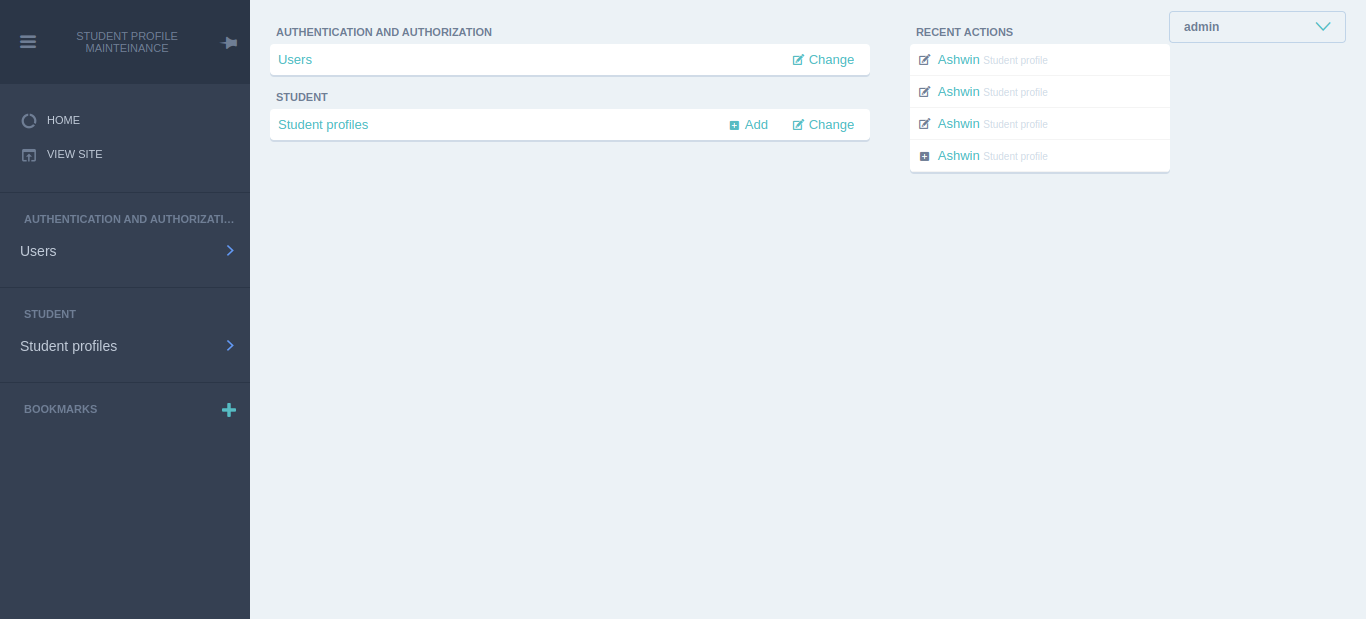 STUDENT PROFILE
MAINTEINANCE
HOME
VIEW SITE
AUTHENTICATION AND AUTHORIZATI…
Users
STUDENT
Student profiles
BOOKMARKS
AUTHENTICATION AND AUTHORIZATION
Users Change
STUDENT
Student profiles Add Change
RECENT ACTIONS
Ashwin Student profile
Ashwin Student profile
Ashwin Student profile
Ashwin Student profile
admin